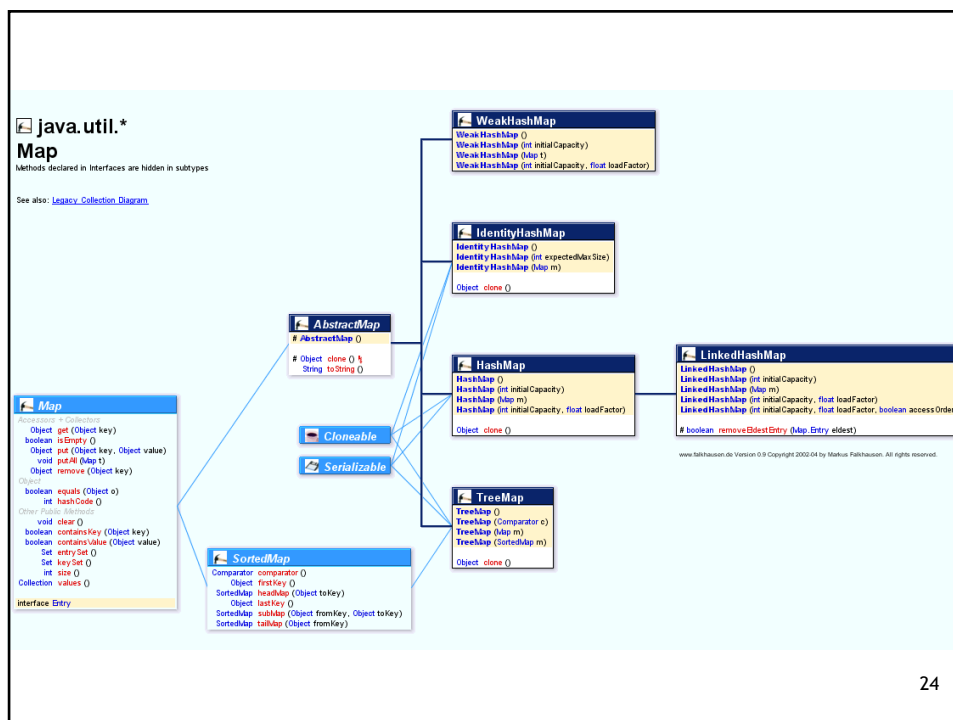 java.util.*
Map
Methods declared in Interfaces are hidden in subtypes
See also: Legacy Collection Diagram
WeakHashMap
WeakHashMap ()
WeakHashMap (int initialCapacity)
WeakHashMap (Map t)
WeakHashMap (int initialCapacity, float loadFactor)
IdentityHashMap
IdentityHashMap ()
IdentityHashMap (int expectedMaxSize)
IdentityHashMap (Map m)
Object clone ()
AbstractMap
# AbstractMap ()
# Object clone ()
String toString ()
HashMap
HashMap ()
HashMap (int initialCapacity)
HashMap (Map m)
HashMap (int initialCapacity, float loadFactor)
Object clone ()
LinkedHashMap
LinkedHashMap ()
LinkedHashMap (int initialCapacity)
LinkedHashMap (Map m)
LinkedHashMap (int initialCapacity, float loadFactor)
LinkedHashMap (int initialCapacity, float loadFactor, boolean accessOrder
# boolean removeEldestEntry (Map.Entry eldest)
www.falkhausen.de Version 0.9 Copyright 2002-04 by Markus Falkhausen. All rights reserved.
Map
Accessors + Collectors
Object get (Object key)
boolean isEmpty ()
Object put (Object key, Object value)
void putAll (Map t)
Object remove (Object key)
Object
boolean equals (Object o)
int hashCode ()
Other Public Methods
void clear ()
boolean containsKey (Object key)
boolean containsValue (Object value)
Set entrySet ()
Set keySet ()
int size ()
Collection values ()
interface Entry
Cloneable
Serializable
TreeMap
TreeMap ()
TreeMap (Comparator c)
TreeMap (Map m)
TreeMap (SortedMap m)
Object clone ()
SortedMap
Comparator comparator ()
Object firstKey ()
SortedMap headMap (Object toKey)
Object lastKey ()
SortedMap subMap (Object fromKey, Object toKey)
SortedMap tailMap (Object fromKey)
24